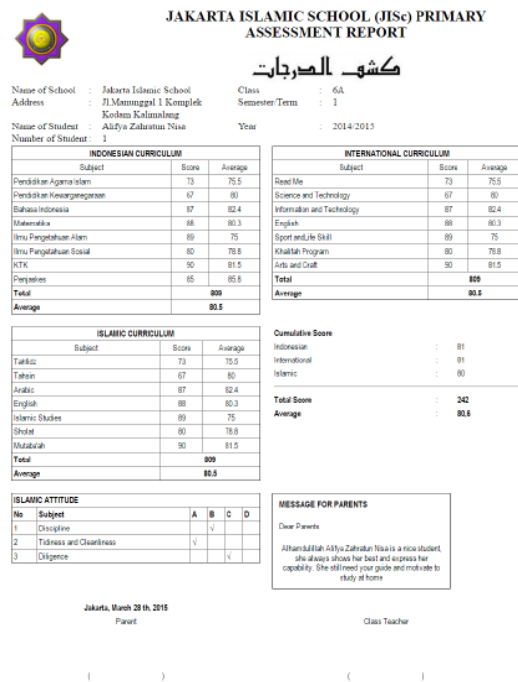 JAKARTA ISLAMIC SCHOOL (JISc) PRIMARY
ASSESSMENT REPORT
كشف الدرجات
Name of School : Jakarta Islamic School
Address : Jl.Manunggal 1 Komplek
Kodam Kalimalang
Name of Student : Alifya Zahratun Nisa
Number of Student : 1
Class : 6A
Semester/Term : 1
Year : 2014/2015
INDONESIAN CURRICULUM
Subject Score Average
Pendidikan Agama Islam 73 75.5
Pendidikan Kewarganegaraan 67 80
Bahasa Indonesia 87 82.4
Matematika 88 80.3
Ilmu Pengetahuan Alam 89 75
Ilmu Pengetahuan Sosial 80 78.8
KTK 90 81.5
Penjaskes 65 85.8
Total 809
Average 80.5
INTERNATIONAL CURRICULUM
Subject Score Average
Read Me 73 75.5
Science and Technology 67 80
Information and Technology 87 82.4
English 88 80.3
Sport and Life Skill 89 75
Khalifah Program 80 78.8
Arts and Craft 90 81.5
Total 809
Average 80.5
ISLAMIC CURRICULUM
Subject Score Average
Tahfidz 73 75.5
Tahsin 67 80
Arabic 87 82.4
English 88 80.3
Islamic Studies 89 75
Sholat 80 78.8
Mutaba'ah 90 81.5
Total 809
Average 80.5
Cumulative Score
Indonesian : 81
International : 81
Islamic : 80
Total Score : 242
Average : 80,6
ISLAMIC ATTITUDE
No Subject A B C D
1 Discipline √
2 Tidiness and Cleanliness √
3 Diligence √
MESSAGE FOR PARENTS
Dear Parents
Alhamdulillah Alifya Zahratun Nisa is a nice student,
she always shows her best and express her
capability. She still need your guide and motivate to
study at home
Jakarta, March 28 th, 2015
Parent
Class Teacher
( )
( )